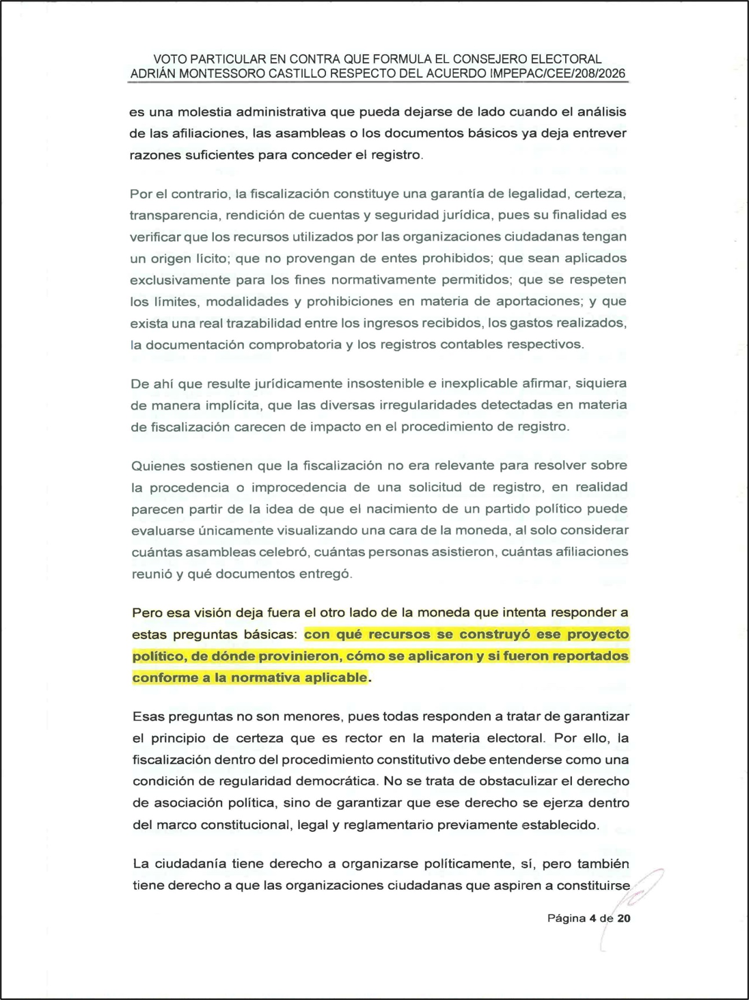 VOTO PARTICULAR EN CONTRA QUE FORMULA EL CONSEJERO ELECTORAL
ADRIÁN MONTESSORO CASTILLO RESPECTO DEL ACUERDO IMPEPAC/CEE/208/2026
es una molestia administrativa que pueda dejarse de lado cuando el análisis
de las afiliaciones, las asambleas o los documentos básicos ya deja entrever
razones suficientes para conceder el registro.
Por el contrario, la fiscalización constituye una garantía de legalidad, certeza,
transparencia, rendición de cuentas y seguridad jurídica, pues su finalidad es
verificar que los recursos utilizados por las organizaciones ciudadanas tengan
un origen lícito; que no provengan de entes prohibidos; que sean aplicados
exclusivamente para los fines normativamente permitidos; que se respeten
los límites, modalidades y prohibiciones en materia de aportaciones; y que
exista una real trazabilidad entre los ingresos recibidos, los gastos realizados,
la documentación comprobatoria y los registros contables respectivos.
De ahí que resulte jurídicamente insostenible e inexplicable afirmar, siquiera
de manera implícita, que las diversas irregularidades detectadas en materia
de fiscalización carecen de impacto en el procedimiento de registro.
Quienes sostienen que la fiscalización no era relevante para resolver sobre
la procedencia o improcedencia de una solicitud de registro, en realidad
parecen partir de la idea de que el nacimiento de un partido político puede
evaluarse únicamente visualizando una cara de la moneda, al solo considerar
cuántas asambleas celebró, cuántas personas asistieron, cuántas afiliaciones
reunió y qué documentos entregó.
Pero esa visión deja fuera el otro lado de la moneda que intenta responder a
estas preguntas básicas: con qué recursos se construyó ese proyecto
político, de dónde provinieron, cómo se aplicaron y si fueron reportados
conforme a la normativa aplicable.
Esas preguntas no son menores, pues todas responden a tratar de garantizar
el principio de certeza que es rector en la materia electoral. Por ello, la
fiscalización dentro del procedimiento constitutivo debe entenderse como una
condición de regularidad democrática. No se trata de obstaculizar el derecho
de asociación política, sino de garantizar que ese derecho se ejerza dentro
del marco constitucional, legal y reglamentario previamente establecido.
La ciudadanía tiene derecho a organizarse políticamente, sí, pero también
tiene derecho a que las organizaciones ciudadanas que aspiren a constituirse
Página 4 de 20